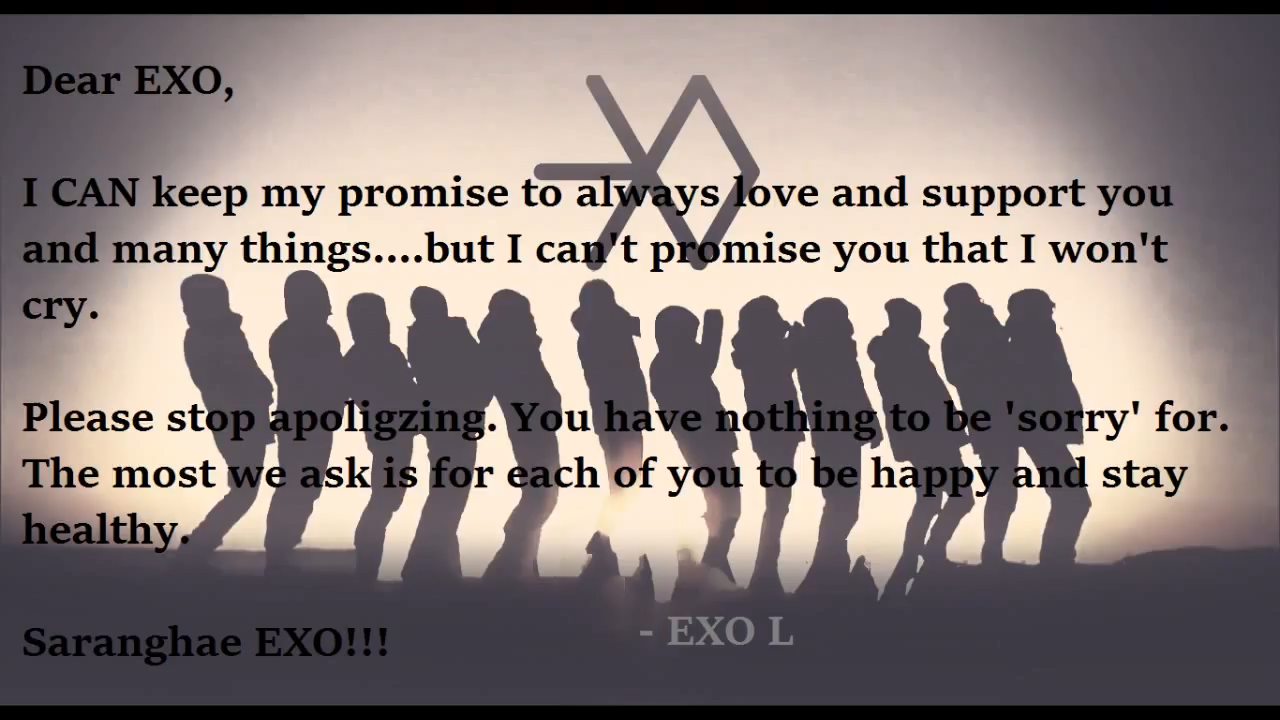 Dear EXO,
I CAN keep my promise to always love and support you
and many things....but I can't promise you that I won't
cry.
Please stop apoligzing. You have nothing to be 'sorry' for.
The most we ask is for each of you to be happy and stay
healthy.
Saranghae EXO!!!
- EXO L